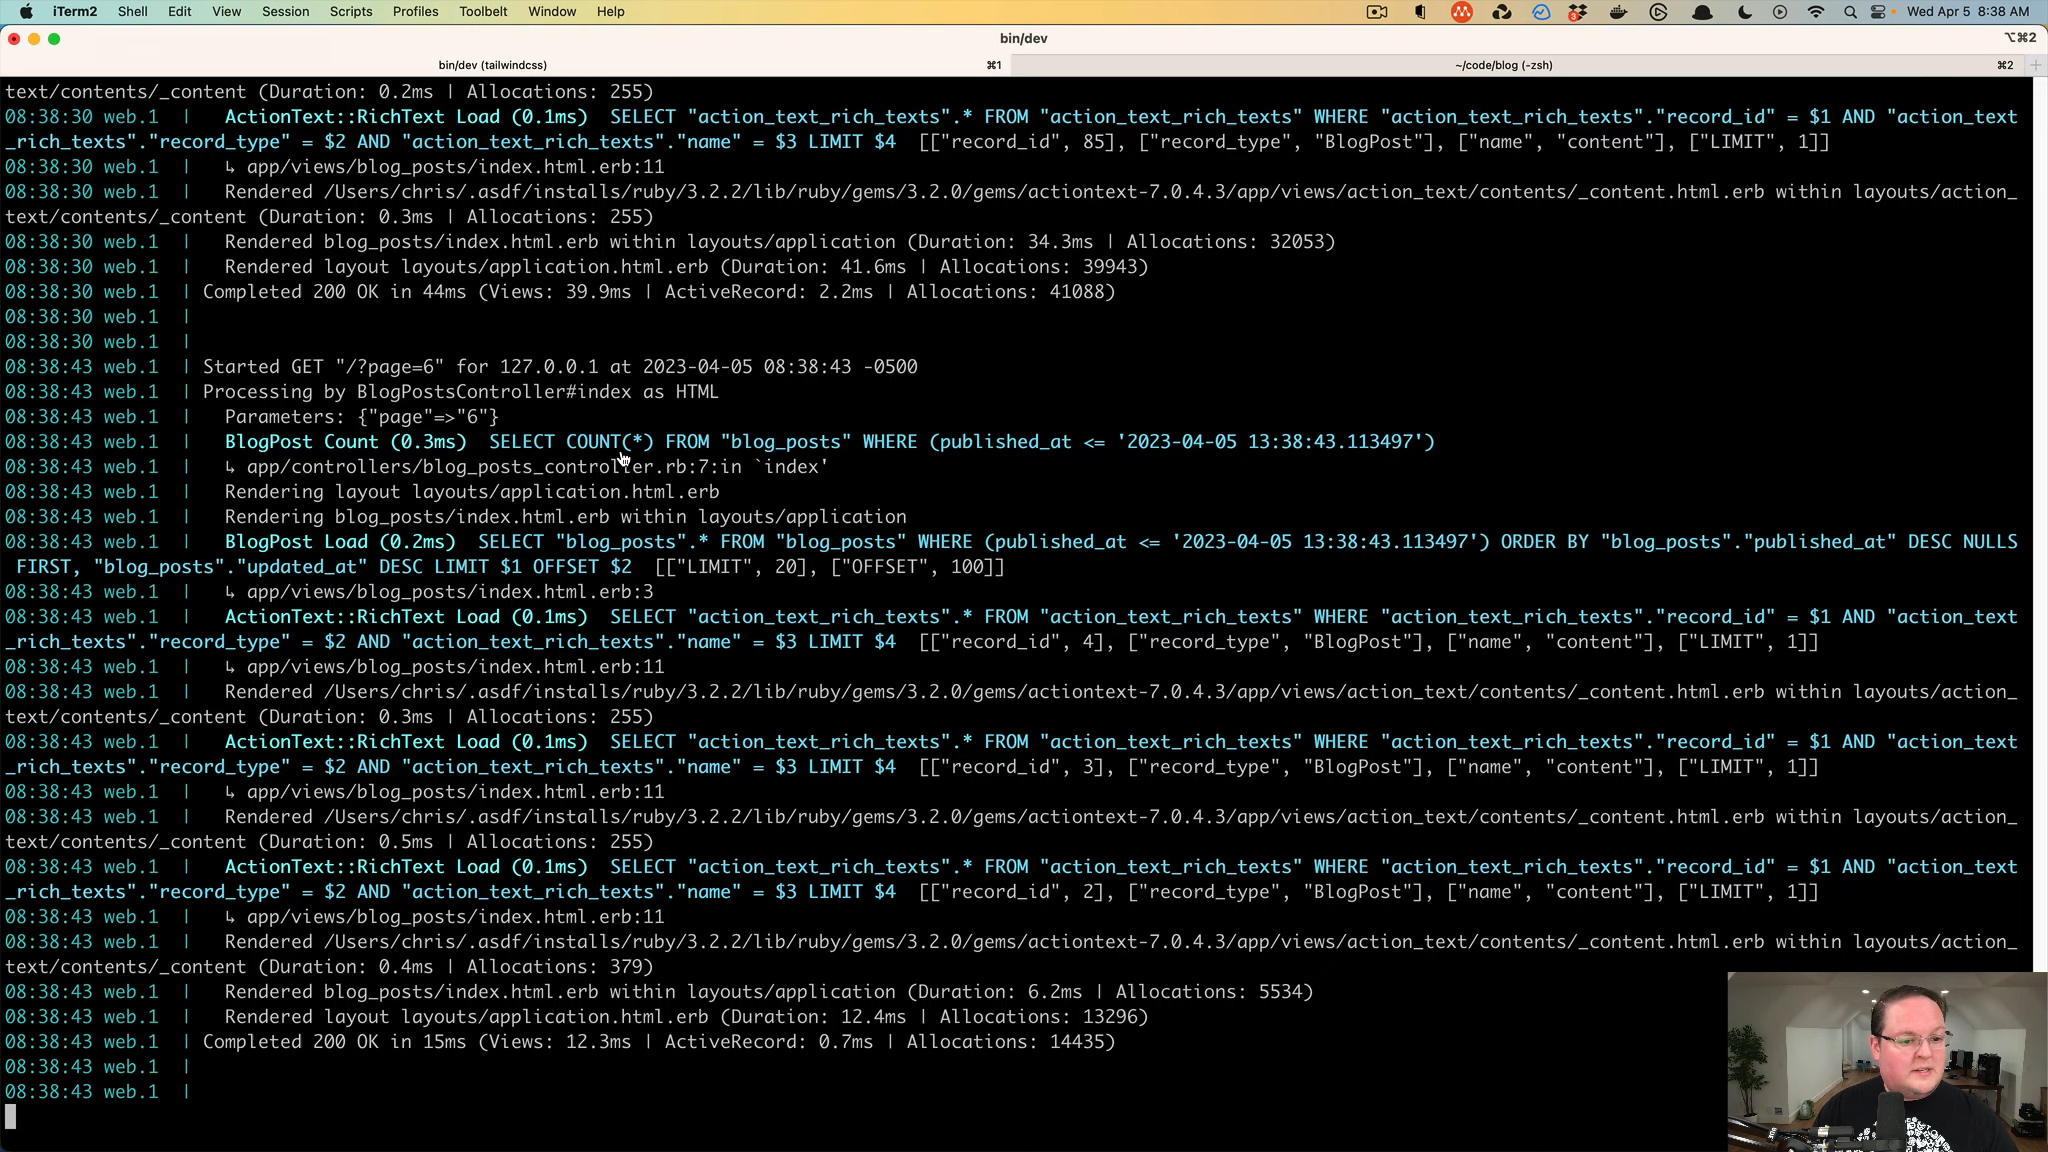 iTerm2 Shell Edit View Session Scripts Profiles Toolbelt Window Help
3
Wed Apr 5 8:38 AM
bin/dev
⌥⌘2
bin/dev (tailwindcss) ⌘1 ~/code/blog (-zsh) ⌘2 +
text/contents/_content (Duration: 0.2ms | Allocations: 255)
08:38:30 web.1 | ActionText::RichText Load (0.1ms) SELECT "action_text_rich_texts".* FROM "action_text_rich_texts" WHERE "action_text_rich_texts"."record_id" = $1 AND "action_text
_rich_texts"."record_type" = $2 AND "action_text_rich_texts"."name" = $3 LIMIT $4 [["record_id", 85], ["record_type", "BlogPost"], ["name", "content"], ["LIMIT", 1]]
08:38:30 web.1 | ↳ app/views/blog_posts/index.html.erb:11
08:38:30 web.1 | Rendered /Users/chris/.asdf/installs/ruby/3.2.2/lib/ruby/gems/3.2.0/gems/actiontext-7.0.4.3/app/views/action_text/contents/_content.html.erb within layouts/action_
text/contents/_content (Duration: 0.3ms | Allocations: 255)
08:38:30 web.1 | Rendered blog_posts/index.html.erb within layouts/application (Duration: 34.3ms | Allocations: 32053)
08:38:30 web.1 | Rendered layout layouts/application.html.erb (Duration: 41.6ms | Allocations: 39943)
08:38:30 web.1 | Completed 200 OK in 44ms (Views: 39.9ms | ActiveRecord: 2.2ms | Allocations: 41088)
08:38:30 web.1 |
08:38:30 web.1 |
08:38:43 web.1 | Started GET "/?page=6" for 127.0.0.1 at 2023-04-05 08:38:43 -0500
08:38:43 web.1 | Processing by BlogPostsController#index as HTML
08:38:43 web.1 | Parameters: {"page"=>"6"}
08:38:43 web.1 | BlogPost Count (0.3ms) SELECT COUNT(*) FROM "blog_posts" WHERE (published_at <= '2023-04-05 13:38:43.113497')
08:38:43 web.1 | ↳ app/controllers/blog_posts_controller.rb:7:in `index'
08:38:43 web.1 | Rendering layout layouts/application.html.erb
08:38:43 web.1 | Rendering blog_posts/index.html.erb within layouts/application
08:38:43 web.1 | BlogPost Load (0.2ms) SELECT "blog_posts".* FROM "blog_posts" WHERE (published_at <= '2023-04-05 13:38:43.113497') ORDER BY "blog_posts"."published_at" DESC NULLS
FIRST, "blog_posts"."updated_at" DESC LIMIT $1 OFFSET $2 [["LIMIT", 20], ["OFFSET", 100]]
08:38:43 web.1 | ↳ app/views/blog_posts/index.html.erb:3
08:38:43 web.1 | ActionText::RichText Load (0.1ms) SELECT "action_text_rich_texts".* FROM "action_text_rich_texts" WHERE "action_text_rich_texts"."record_id" = $1 AND "action_text
_rich_texts"."record_type" = $2 AND "action_text_rich_texts"."name" = $3 LIMIT $4 [["record_id", 4], ["record_type", "BlogPost"], ["name", "content"], ["LIMIT", 1]]
08:38:43 web.1 | ↳ app/views/blog_posts/index.html.erb:11
08:38:43 web.1 | Rendered /Users/chris/.asdf/installs/ruby/3.2.2/lib/ruby/gems/3.2.0/gems/actiontext-7.0.4.3/app/views/action_text/contents/_content.html.erb within layouts/action_
text/contents/_content (Duration: 0.3ms | Allocations: 255)
08:38:43 web.1 | ActionText::RichText Load (0.1ms) SELECT "action_text_rich_texts".* FROM "action_text_rich_texts" WHERE "action_text_rich_texts"."record_id" = $1 AND "action_text
_rich_texts"."record_type" = $2 AND "action_text_rich_texts"."name" = $3 LIMIT $4 [["record_id", 3], ["record_type", "BlogPost"], ["name", "content"], ["LIMIT", 1]]
08:38:43 web.1 | ↳ app/views/blog_posts/index.html.erb:11
08:38:43 web.1 | Rendered /Users/chris/.asdf/installs/ruby/3.2.2/lib/ruby/gems/3.2.0/gems/actiontext-7.0.4.3/app/views/action_text/contents/_content.html.erb within layouts/action_
text/contents/_content (Duration: 0.5ms | Allocations: 255)
08:38:43 web.1 | ActionText::RichText Load (0.1ms) SELECT "action_text_rich_texts".* FROM "action_text_rich_texts" WHERE "action_text_rich_texts"."record_id" = $1 AND "action_text
_rich_texts"."record_type" = $2 AND "action_text_rich_texts"."name" = $3 LIMIT $4 [["record_id", 2], ["record_type", "BlogPost"], ["name", "content"], ["LIMIT", 1]]
08:38:43 web.1 | ↳ app/views/blog_posts/index.html.erb:11
08:38:43 web.1 | Rendered /Users/chris/.asdf/installs/ruby/3.2.2/lib/ruby/gems/3.2.0/gems/actiontext-7.0.4.3/app/views/action_text/contents/_content.html.erb within layouts/action_
text/contents/_content (Duration: 0.4ms | Allocations: 379)
08:38:43 web.1 | Rendered blog_posts/index.html.erb within layouts/application (Duration: 6.2ms | Allocations: 5534)
08:38:43 web.1 | Rendered layout layouts/application.html.erb (Duration: 12.4ms | Allocations: 13296)
08:38:43 web.1 | Completed 200 OK in 15ms (Views: 12.3ms | ActiveRecord: 0.7ms | Allocations: 14435)
08:38:43 web.1 |
08:38:43 web.1 |